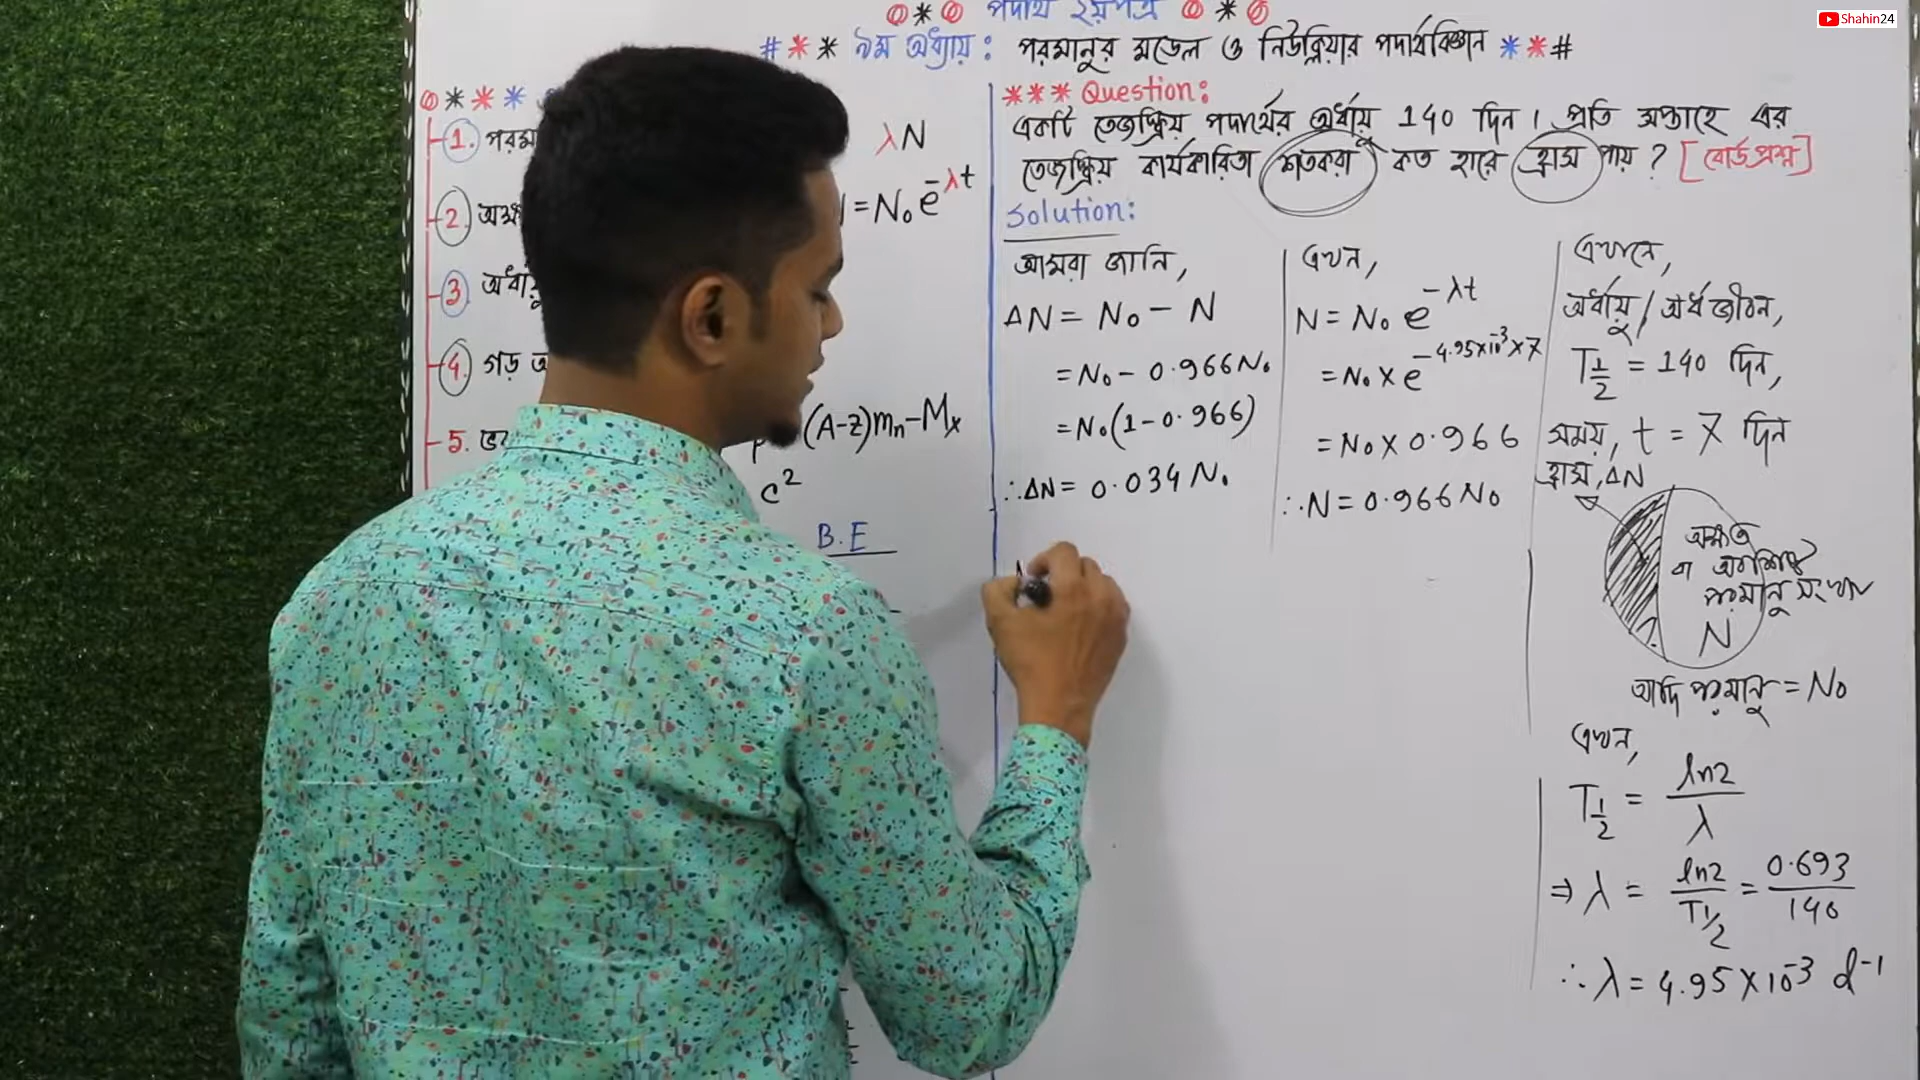 Shahin24
পদার্থ ২য়পত্র
# * * ৯ম অধ্যায় : পরমানুর মডেল ও নিউক্লিয়ার পদার্থবিজ্ঞান * * #
1.
2.
3.
4.
5.
λN
= N₀ e^-λt
(A-z)mₙ-Mₓ
c²
B.E
*** Question:
একটি তেজস্ক্রিয় পদার্থের অর্ধায়ু 140 দিন । প্রতি সপ্তাহে এর
তেজস্ক্রিয় কার্যকারিতা শতকরা কত হারে হ্রাস পায় ? [বোর্ডপ্রশ্ন]
Solution:
আমরা জানি,
ΔN = N₀ - N
= N₀ - 0.966N₀
= N₀(1-0.966)
∴ ΔN = 0.034 N₀
এখন,
N = N₀ e^-λt
= N₀ × e^-4.95×10^-3×7
= N₀ × 0.966
∴ N = 0.966 N₀
এখানে,
অর্ধায়ু / অর্ধজীবন,
T½ = 140 দিন,
সময়, t = 7 দিন
হ্রাস, ΔN
অক্ষত
বা অবশিষ্ট
পরমানু সংখ্যা
N
আদি পরমানু = N₀
এখন,
T½ = ln2/λ
⇒ λ = ln2/T½ = 0.693/140
∴ λ = 4.95×10⁻³ d⁻¹